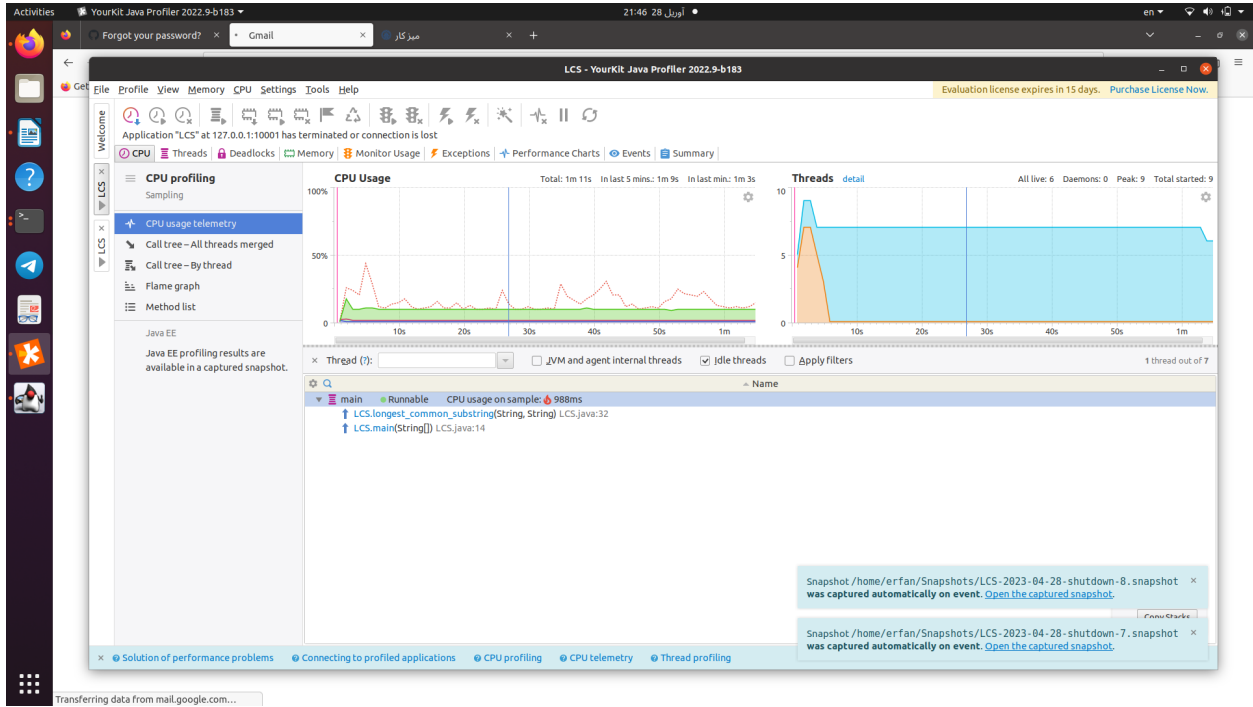 Activities YourKit Java Profiler 2022.9-b183 21:46 28 آوریل en
Forgot your password? × Gmail × میز کار × +
Get
LCS - YourKit Java Profiler 2022.9-b183
File Profile View Memory CPU Settings Tools Help Evaluation license expires in 15 days. Purchase License Now.
Welcome
LCS
LCS
Application "LCS" at 127.0.0.1:10001 has terminated or connection is lost
CPU Threads Deadlocks Memory Monitor Usage Exceptions Performance Charts Events Summary
CPU profiling
Sampling
CPU usage telemetry
Call tree – All threads merged
Call tree – By thread
Flame graph
Method list
Java EE
Java EE profiling results are
available in a captured snapshot.
CPU Usage Total: 1m 11s In last 5 mins.: 1m 9s In last min.: 1m 3s
100%
50%
0
10s 20s 30s 40s 50s 1m
Threads detail All live: 6 Daemons: 0 Peak: 9 Total started: 9
10
5
0
10s 20s 30s 40s 50s 1m
× Thread (?): JVM and agent internal threads Idle threads Apply filters 1 thread out of 7
Name
main Runnable CPU usage on sample: 988ms
LCS.longest_common_substring(String, String) LCS.java:32
LCS.main(String[]) LCS.java:14
Snapshot /home/erfan/Snapshots/LCS-2023-04-28-shutdown-8.snapshot ×
was captured automatically on event. Open the captured snapshot.
Copy Stacks
Snapshot /home/erfan/Snapshots/LCS-2023-04-28-shutdown-7.snapshot ×
was captured automatically on event. Open the captured snapshot.
× Solution of performance problems Connecting to profiled applications CPU profiling CPU telemetry Thread profiling
Transferring data from mail.google.com...